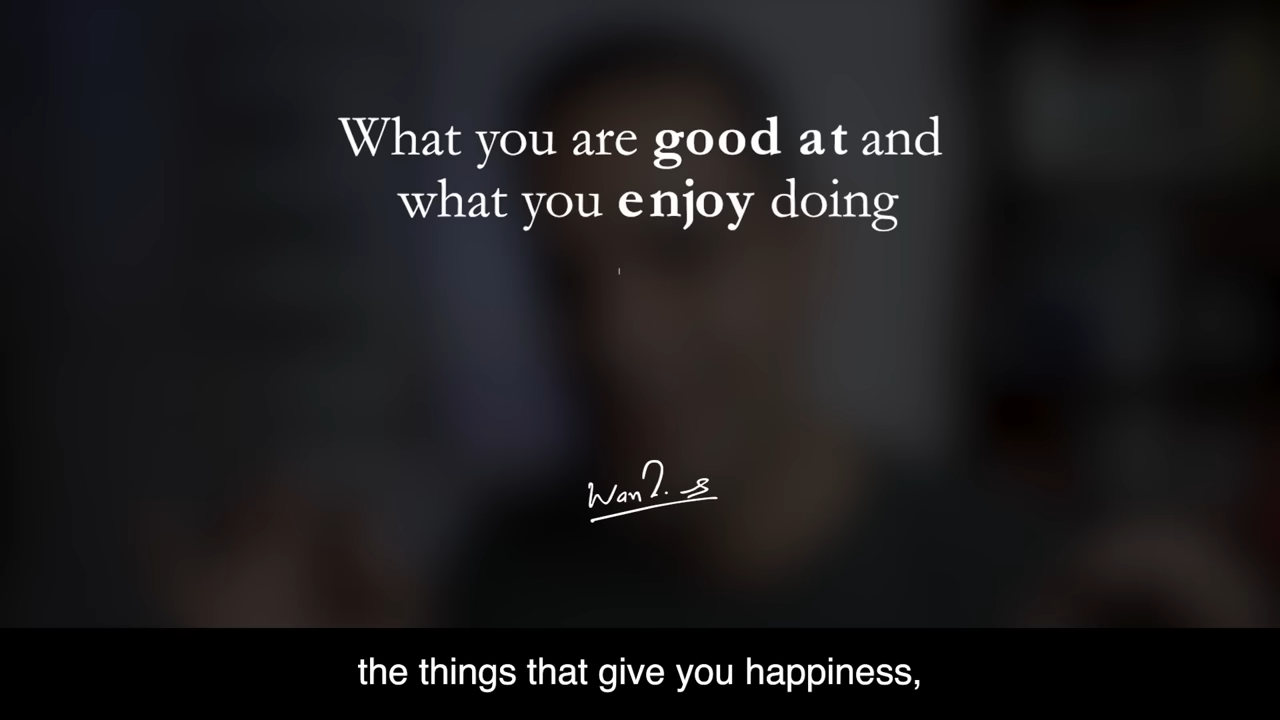 What you are good at and
what you enjoy doing
the things that give you happiness,